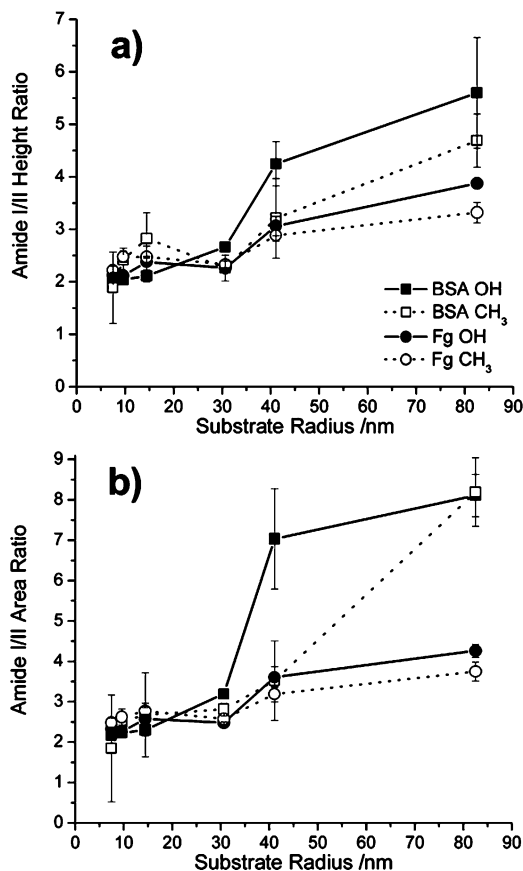 a)
Amide I/II Height Ratio
7
6
5
4
3
2
1
0
BSA OH
BSA CH₃
Fg OH
Fg CH₃
0 10 20 30 40 50 60 70 80 90
Substrate Radius /nm
b)
Amide I/II Area Ratio
9
8
7
6
5
4
3
2
1
0
0 10 20 30 40 50 60 70 80 90
Substrate Radius /nm